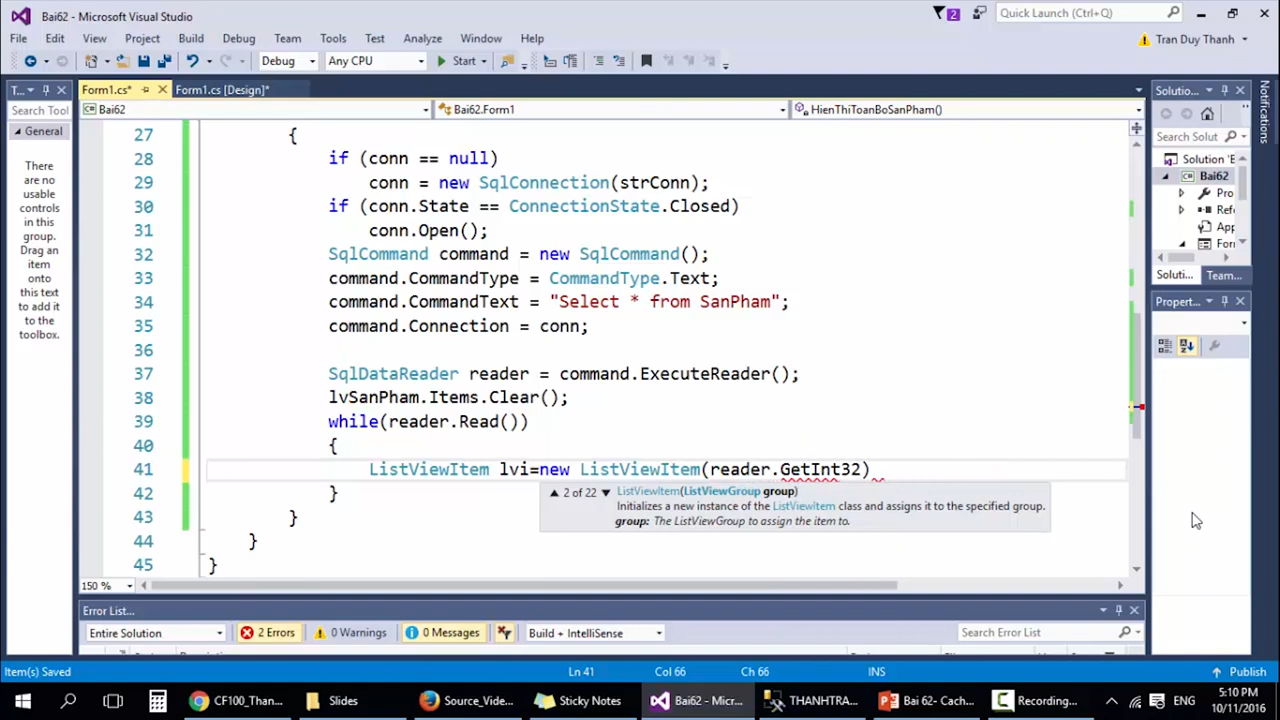 Bai62 - Microsoft Visual Studio
2
Quick Launch (Ctrl+Q)
File Edit View Project Build Debug Team Tools Test Analyze Window Help
Tran Duy Thanh
Debug Any CPU Start
T...
Form1.cs* Form1.cs [Design]*
Solutio...
Notifications
Search Tool
Bai62 Bai62.Form1 HienThiToanBoSanPham()
General
There
are no
usable
controls
in this
group.
Drag an
item
onto
this text
to add it
to the
toolbox.
27 {
28 if (conn == null)
29 conn = new SqlConnection(strConn);
30 if (conn.State == ConnectionState.Closed)
31 conn.Open();
32 SqlCommand command = new SqlCommand();
33 command.CommandType = CommandType.Text;
34 command.CommandText = "Select * from SanPham";
35 command.Connection = conn;
36
37 SqlDataReader reader = command.ExecuteReader();
38 lvSanPham.Items.Clear();
39 while(reader.Read())
40 {
41 ListViewItem lvi=new ListViewItem(reader.GetInt32)
42 }
43 }
44 }
45 }
2 of 22 ListViewItem(ListViewGroup group)
Initializes a new instance of the ListViewItem class and assigns it to the specified group.
group: The ListViewGroup to assign the item to.
Search Solut
Solution 'E
Bai62
Pro
Ref
App
For
Soluti... Team...
Propert...
150 %
Error List...
Entire Solution 2 Errors 0 Warnings 0 Messages Build + IntelliSense Search Error List
Item(s) Saved Ln 41 Col 66 Ch 66 INS Publish
CF100_Than... Slides Source_Vide... Sticky Notes Bai62 - Micr... THANHTRA... Bai 62- Cach... Recording... ENG
5:10 PM
10/11/2016